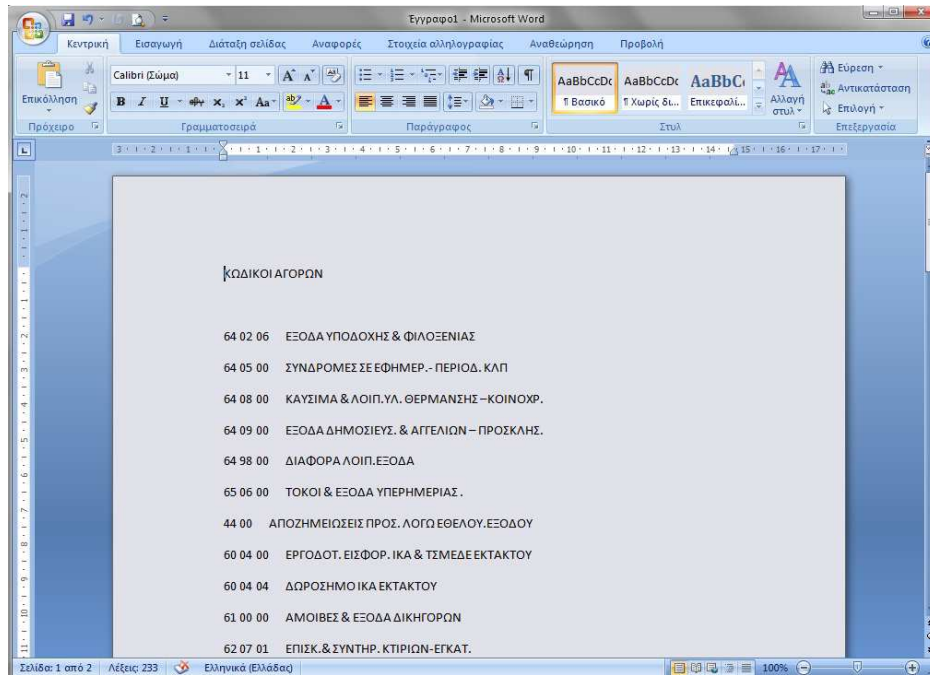 Έγγραφο1 - Microsoft Word
Κεντρική Εισαγωγή Διάταξη σελίδας Αναφορές Στοιχεία αλληλογραφίας Αναθεώρηση Προβολή
Επικόλληση
Calibri (Σώμα) 11
AaBbCcDc AaBbCcDc AaBbC
¶ Βασικό ¶ Χωρίς δι... Επικεφαλί...
Αλλαγή στυλ
Εύρεση
Αντικατάσταση
Επιλογή
Πρόχειρο Γραμματοσειρά Παράγραφος Στυλ Επεξεργασία
ΚΩΔΙΚΟΙ ΑΓΟΡΩΝ
64 02 06 ΕΞΟΔΑ ΥΠΟΔΟΧΗΣ & ΦΙΛΟΞΕΝΙΑΣ
64 05 00 ΣΥΝΔΡΟΜΕΣ ΣΕ ΕΦΗΜΕΡ.- ΠΕΡΙΟΔ. ΚΛΠ
64 08 00 ΚΑΥΣΙΜΑ & ΛΟΙΠ.ΥΛ. ΘΕΡΜΑΝΣΗΣ –ΚΟΙΝΟΧΡ.
64 09 00 ΕΞΟΔΑ ΔΗΜΟΣΙΕΥΣ. & ΑΓΓΕΛΙΩΝ – ΠΡΟΣΚΛΗΣ.
64 98 00 ΔΙΑΦΟΡΑ ΛΟΙΠ.ΕΞΟΔΑ
65 06 00 ΤΟΚΟΙ & ΕΞΟΔΑ ΥΠΕΡΗΜΕΡΙΑΣ .
44 00 ΑΠΟΖΗΜΕΙΩΣΕΙΣ ΠΡΟΣ. ΛΟΓΩ ΕΘΕΛΟΥ.ΕΞΟΔΟΥ
60 04 00 ΕΡΓΟΔΟΤ. ΕΙΣΦΟΡ. ΙΚΑ & ΤΣΜΕΔΕ ΕΚΤΑΚΤΟΥ
60 04 04 ΔΩΡΟΣΗΜΟ ΙΚΑ ΕΚΤΑΚΤΟΥ
61 00 00 ΑΜΟΙΒΕΣ & ΕΞΟΔΑ ΔΙΚΗΓΟΡΩΝ
62 07 01 ΕΠΙΣΚ.& ΣΥΝΤΗΡ. ΚΤΙΡΙΩΝ-ΕΓΚΑΤ.
Σελίδα: 1 από 2 Λέξεις: 233 Ελληνικά (Ελλάδας) 100%